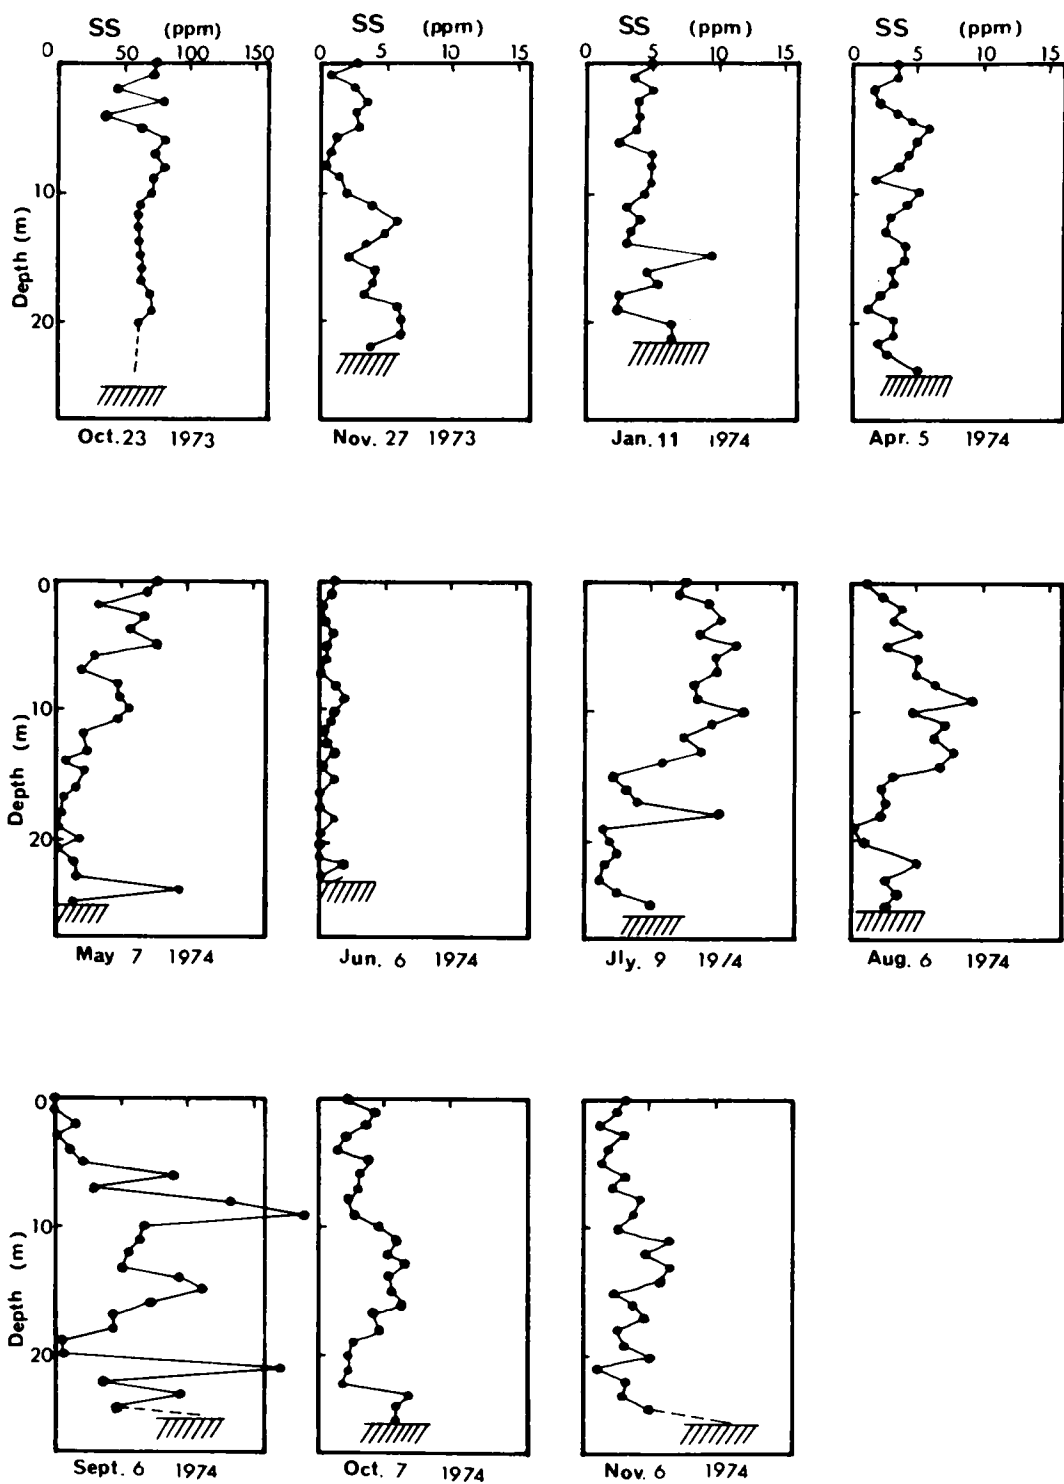 SS (ppm) SS (ppm) SS (ppm) SS (ppm)
0 50 100 150 0 5 10 15 0 5 10 15 0 5 10 15
0
10
20
Depth (m)
Oct. 23 1973 Nov. 27 1973 Jan. 11 1974 Apr. 5 1974
0
10
20
Depth (m)
May 7 1974 Jun. 6 1974 Jly. 9 1974 Aug. 6 1974
0
10
20
Depth (m)
Sept. 6 1974 Oct. 7 1974 Nov. 6 1974